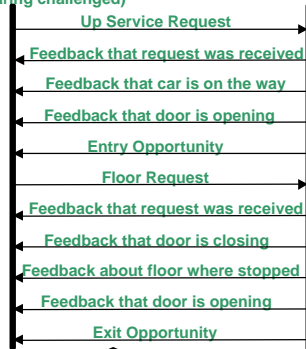 ring challenged)
Up Service Request
Feedback that request was received
Feedback that car is on the way
Feedback that door is opening
Entry Opportunity
Floor Request
Feedback that request was received
Feedback that door is closing
Feedback about floor where stopped
Feedback that door is opening
Exit Opportunity